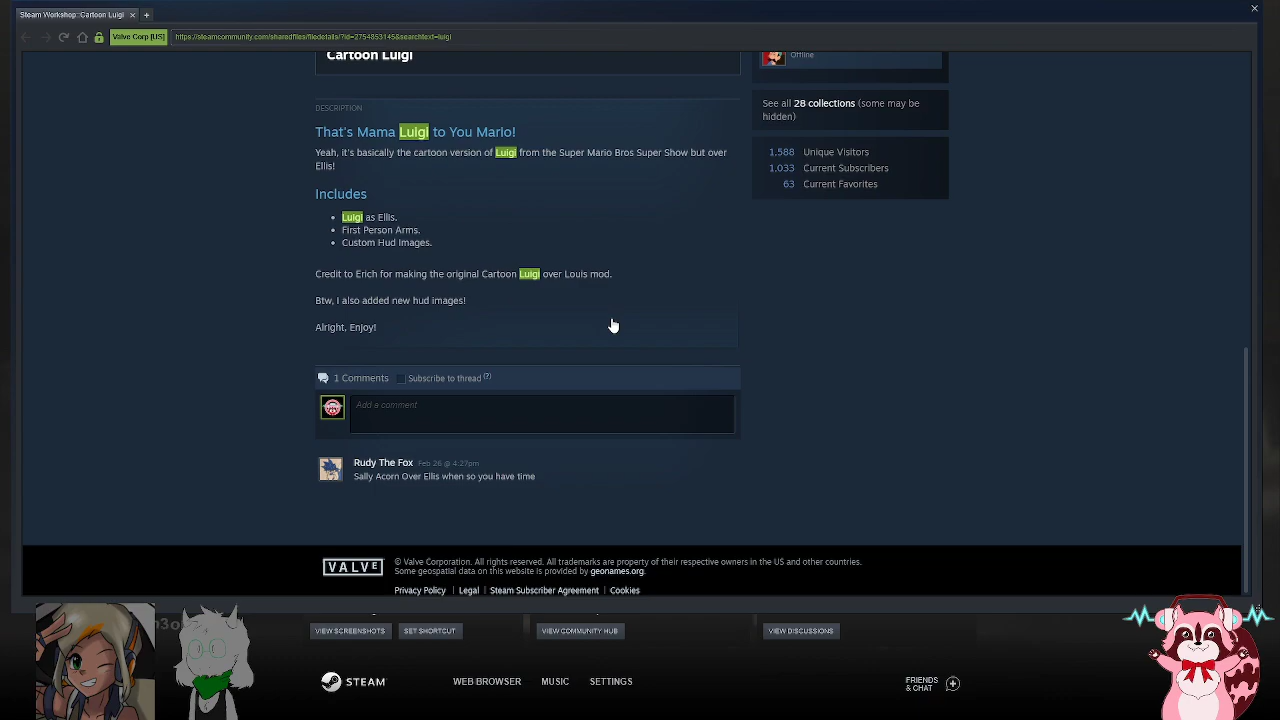 Steam Workshop::Cartoon Luigi
Valve Corp [US]
https://steamcommunity.com/sharedfiles/filedetails/?id=2754853145&searchtext=luigi
Cartoon Luigi
Offline
DESCRIPTION
That's Mama Luigi to You Mario!
Yeah, it's basically the cartoon version of Luigi from the Super Mario Bros Super Show but over
Ellis!
Includes
Luigi as Ellis.
First Person Arms.
Custom Hud Images.
Credit to Erich for making the original Cartoon Luigi over Louis mod.
Btw, I also added new hud images!
Alright, Enjoy!
See all 28 collections (some may be
hidden)
1,588 Unique Visitors
1,033 Current Subscribers
63 Current Favorites
1 Comments
Subscribe to thread (?)
Add a comment
Rudy The Fox Feb 26 @ 4:27pm
Sally Acorn Over Ellis when so you have time
VALVE
© Valve Corporation. All rights reserved. All trademarks are property of their respective owners in the US and other countries.
Some geospatial data on this website is provided by geonames.org.
Privacy Policy | Legal | Steam Subscriber Agreement | Cookies
VIEW SCREENSHOTS
SET SHORTCUT
VIEW COMMUNITY HUB
VIEW DISCUSSIONS
STEAM
WEB BROWSER
MUSIC
SETTINGS
FRIENDS
& CHAT